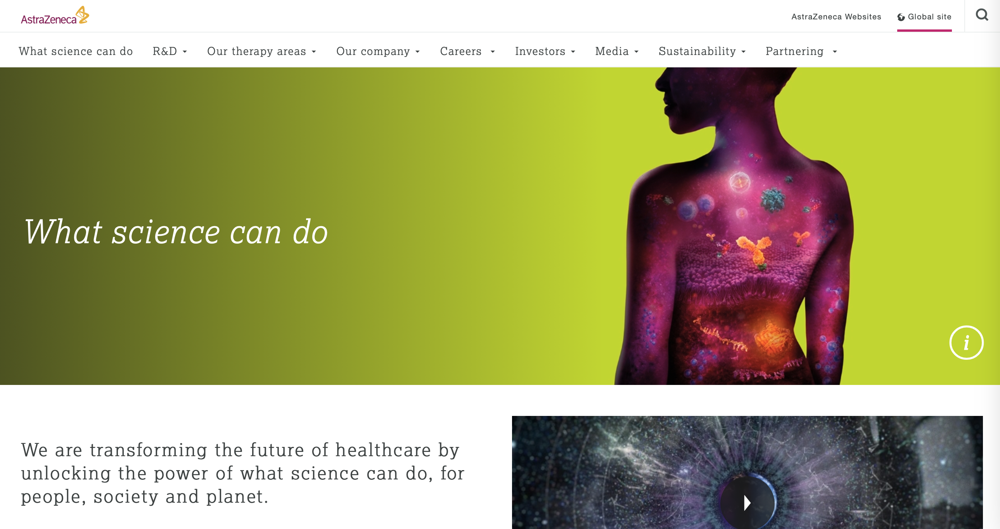 AstraZeneca
AstraZeneca Websites
Global site
What science can do
R&D
Our therapy areas
Our company
Careers
Investors
Media
Sustainability
Partnering
What science can do
i
We are transforming the future of healthcare by
unlocking the power of what science can do, for
people, society and planet.